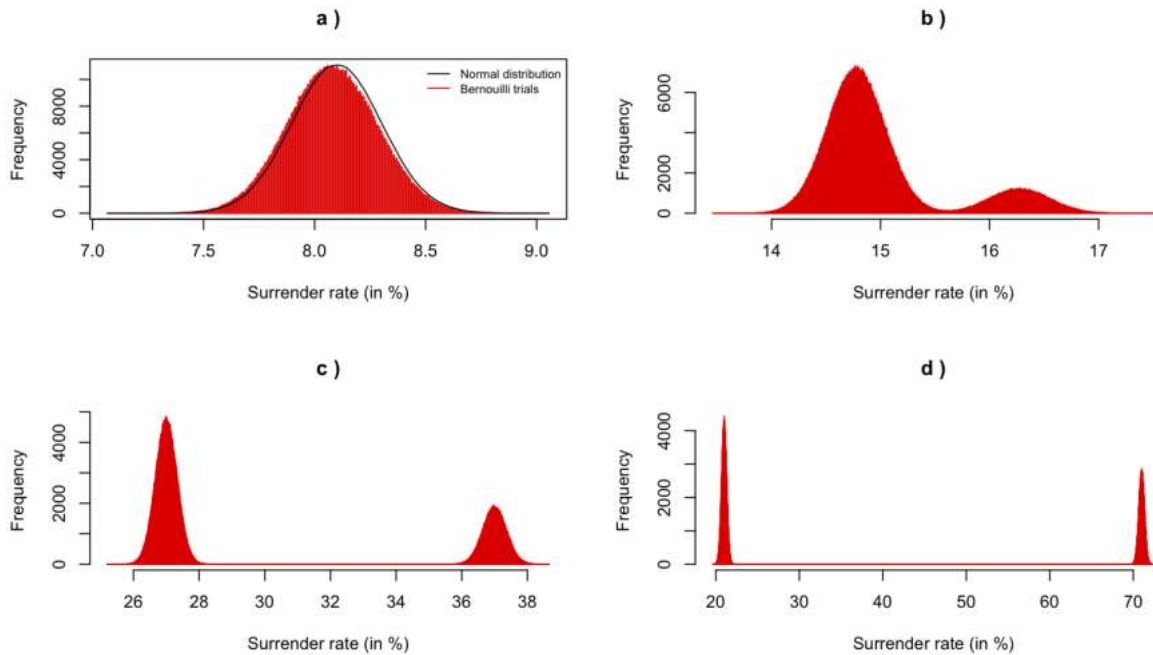 a )
Normal distribution
Bernouilli trials
Frequency
0 4000 8000
7.0 7.5 8.0 8.5 9.0
Surrender rate (in %)
b )
Frequency
0 2000 6000
14 15 16 17
Surrender rate (in %)
c )
Frequency
0 2000 4000
26 28 30 32 34 36 38
Surrender rate (in %)
d )
Frequency
0 2000 4000
20 30 40 50 60 70
Surrender rate (in %)